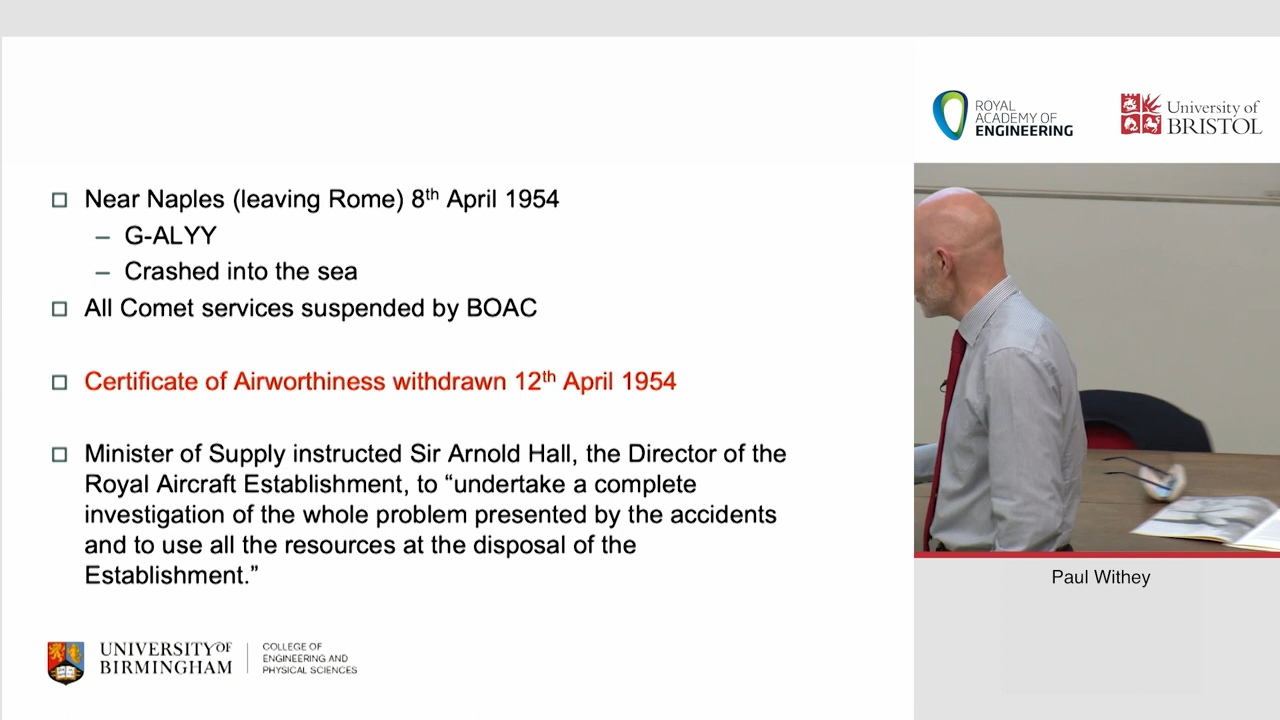 ROYAL
ACADEMY OF
ENGINEERING
University of
BRISTOL
Near Naples (leaving Rome) 8th April 1954
– G-ALYY
– Crashed into the sea
All Comet services suspended by BOAC
Certificate of Airworthiness withdrawn 12th April 1954
Minister of Supply instructed Sir Arnold Hall, the Director of the
Royal Aircraft Establishment, to “undertake a complete
investigation of the whole problem presented by the accidents
and to use all the resources at the disposal of the
Establishment.”
Paul Withey
UNIVERSITY OF
BIRMINGHAM
COLLEGE OF
ENGINEERING AND
PHYSICAL SCIENCES